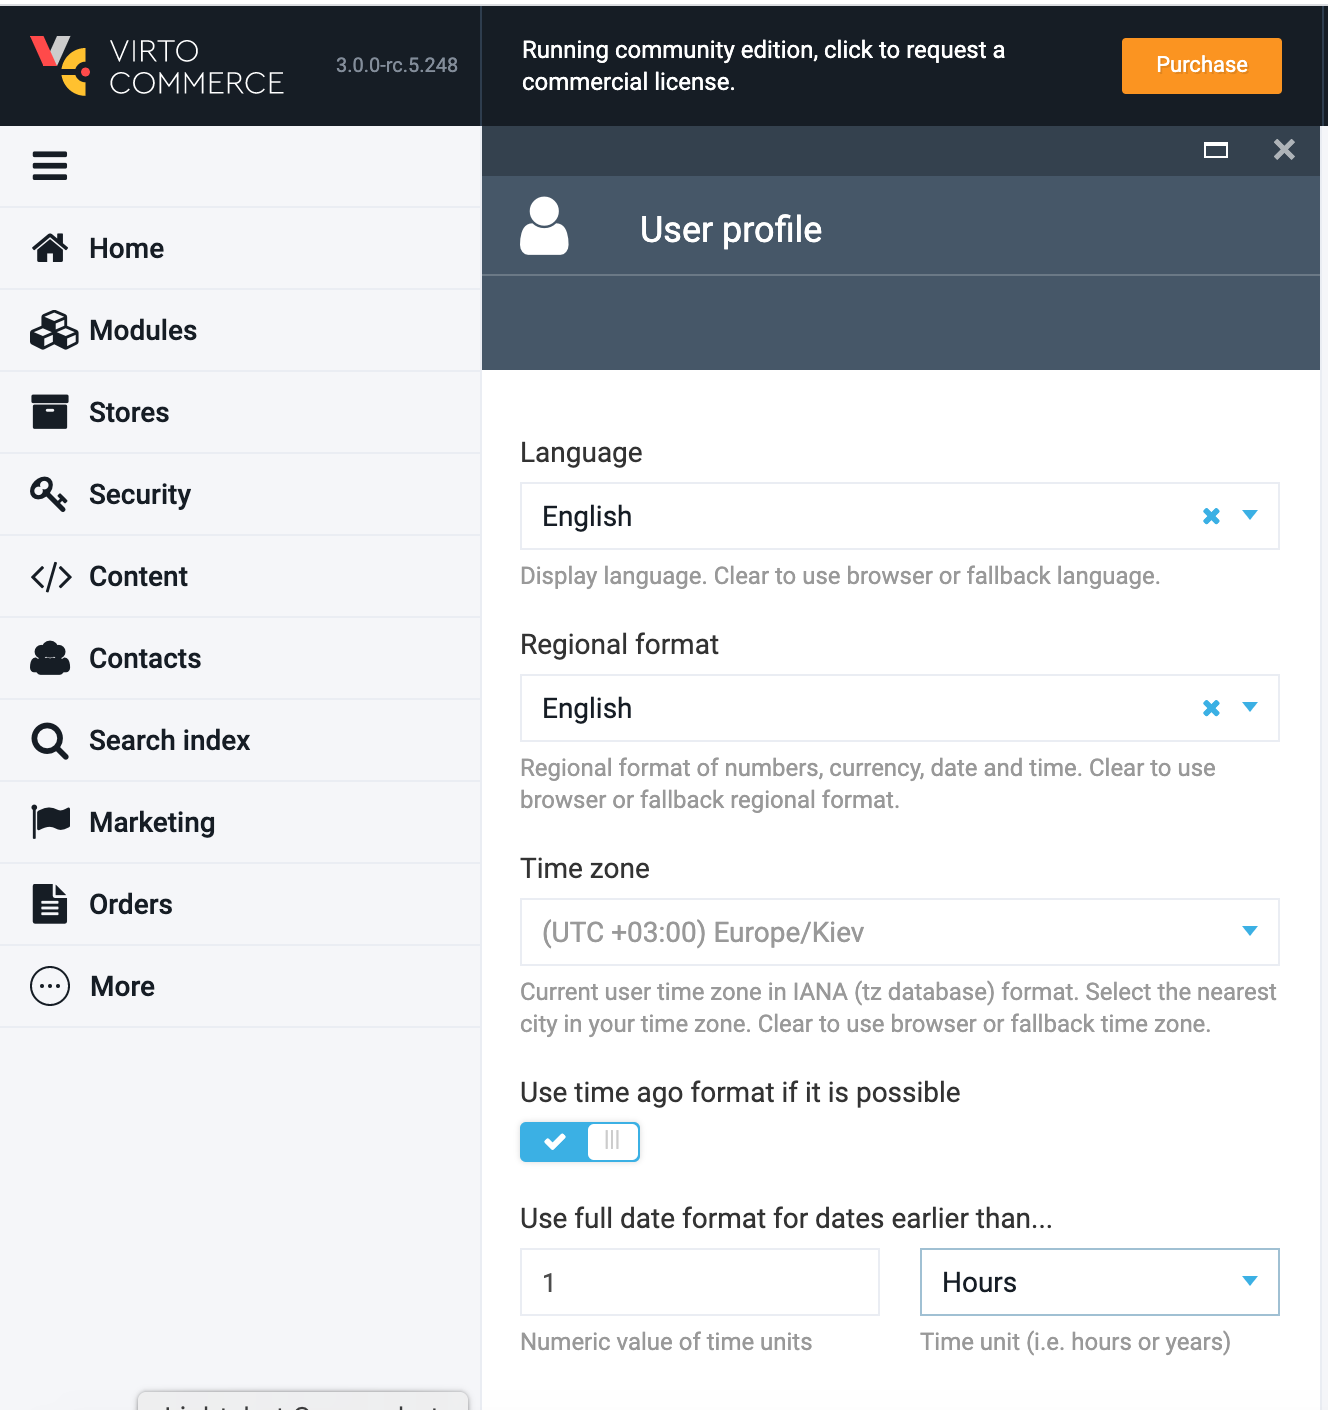 VIRTO
COMMERCE
3.0.0-rc.5.248
Running community edition, click to request a
commercial license.
Purchase
Home
Modules
Stores
Security
Content
Contacts
Search index
Marketing
Orders
More
User profile
Language
English
Display language. Clear to use browser or fallback language.
Regional format
English
Regional format of numbers, currency, date and time. Clear to use
browser or fallback regional format.
Time zone
(UTC +03:00) Europe/Kiev
Current user time zone in IANA (tz database) format. Select the nearest
city in your time zone. Clear to use browser or fallback time zone.
Use time ago format if it is possible
Use full date format for dates earlier than...
1
Hours
Numeric value of time units
Time unit (i.e. hours or years)